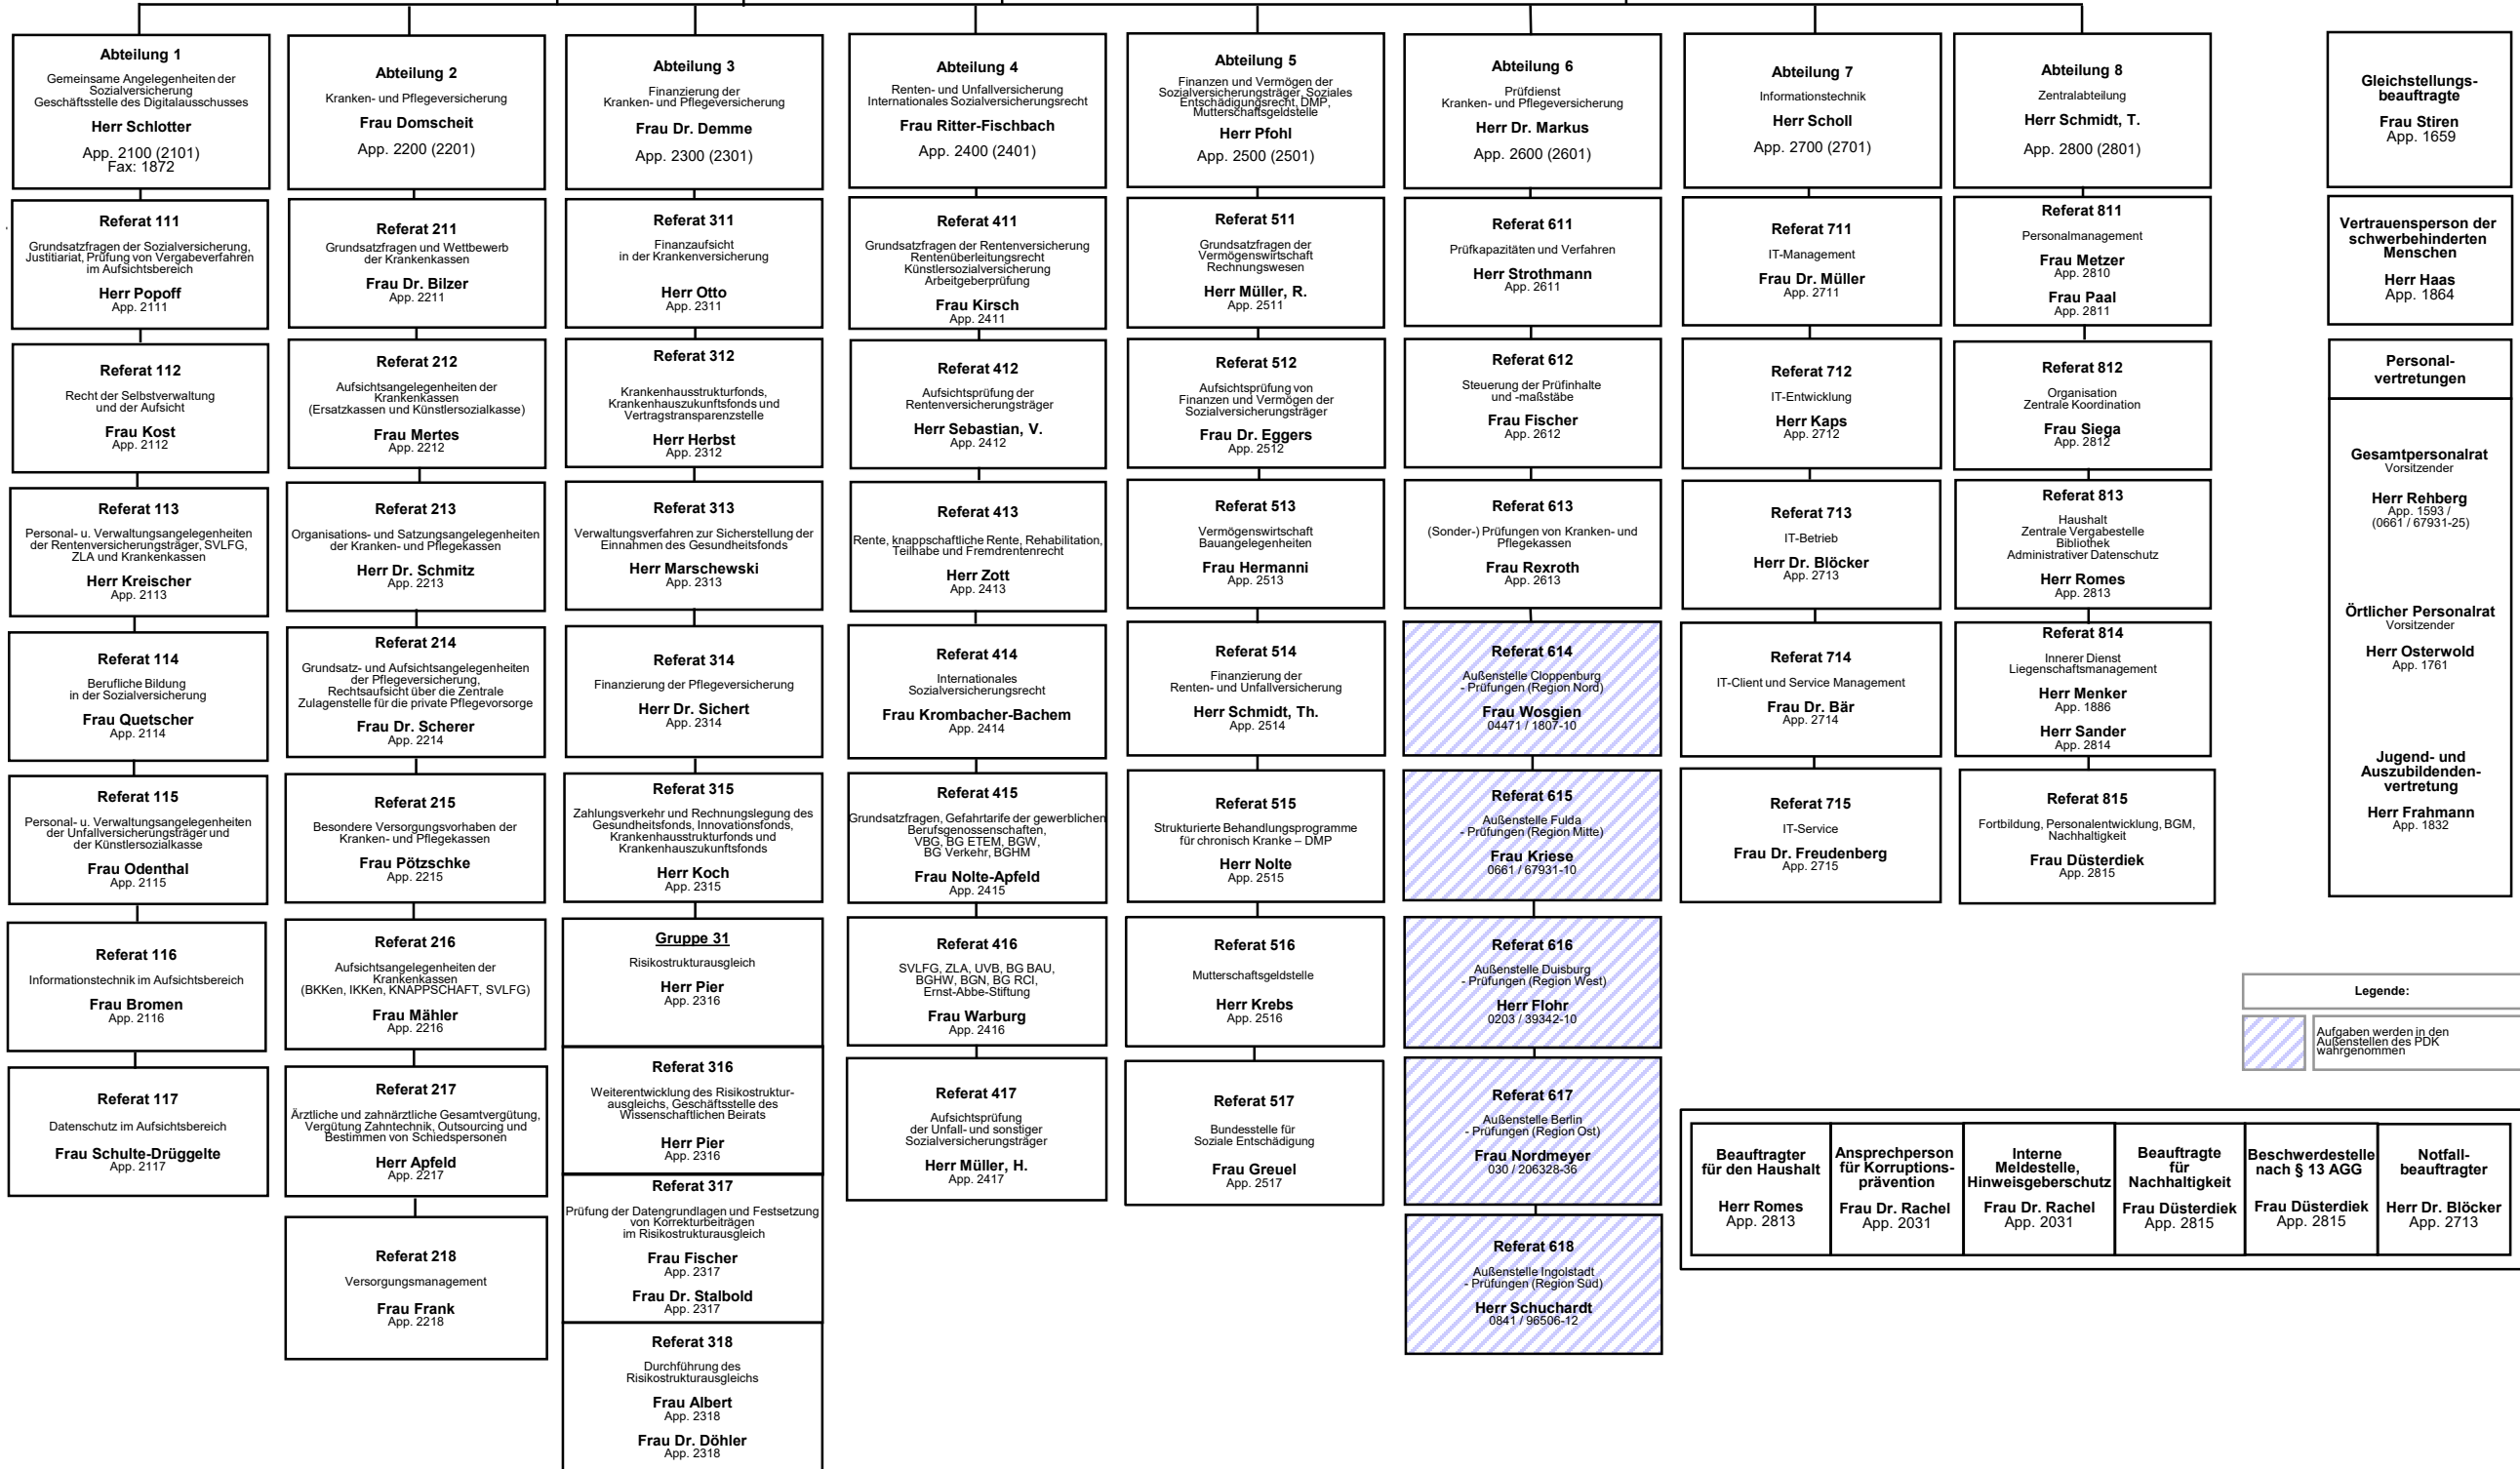 Abteilung 1
Gemeinsame Angelegenheiten der
Sozialversicherung
Geschäftsstelle des Digitalausschusses
Herr Schlotter
App. 2100 (2101)
Fax: 1872
Referat 111
Grundsatzfragen der Sozialversicherung,
Justitiariat, Prüfung von Vergabeverfahren
im Aufsichtsbereich
Herr Popoff
App. 2111
Referat 112
Recht der Selbstverwaltung
und der Aufsicht
Frau Kost
App. 2112
Referat 113
Personal- u. Verwaltungsangelegenheiten
der Rentenversicherungsträger, SVLFG,
ZLA und Krankenkassen
Herr Kreischer
App. 2113
Referat 114
Berufliche Bildung
in der Sozialversicherung
Frau Quetscher
App. 2114
Referat 115
Personal- u. Verwaltungsangelegenheiten
der Unfallversicherungsträger und
der Künstlersozialkasse
Frau Odenthal
App. 2115
Referat 116
Informationstechnik im Aufsichtsbereich
Frau Bromen
App. 2116
Referat 117
Datenschutz im Aufsichtsbereich
Frau Schulte-Drüggelte
App. 2117
Abteilung 2
Kranken- und Pflegeversicherung
Frau Domscheit
App. 2200 (2201)
Referat 211
Grundsatzfragen und Wettbewerb
der Krankenkassen
Frau Dr. Bilzer
App. 2211
Referat 212
Aufsichtsangelegenheiten der
Krankenkassen
(Ersatzkassen und Künstlersozialkasse)
Frau Mertes
App. 2212
Referat 213
Organisations- und Satzungsangelegenheiten
der Kranken- und Pflegekassen
Herr Dr. Schmitz
App. 2213
Referat 214
Grundsatz- und Aufsichtsangelegenheiten
der Pflegeversicherung,
Rechtsaufsicht über die Zentrale
Zulagenstelle für die private Pflegevorsorge
Frau Dr. Scherer
App. 2214
Referat 215
Besondere Versorgungsvorhaben der
Kranken- und Pflegekassen
Frau Pötzschke
App. 2215
Referat 216
Aufsichtsangelegenheiten der
Krankenkassen
(BKKen, IKKen, KNAPPSCHAFT, SVLFG)
Frau Mähler
App. 2216
Referat 217
Ärztliche und zahnärztliche Gesamtvergütung,
Vergütung Zahntechnik, Outsourcing und
Bestimmen von Schiedspersonen
Herr Apfeld
App. 2217
Referat 218
Versorgungsmanagement
Frau Frank
App. 2218
Abteilung 3
Finanzierung der
Kranken- und Pflegeversicherung
Frau Dr. Demme
App. 2300 (2301)
Referat 311
Finanzaufsicht
in der Krankenversicherung
Herr Otto
App. 2311
Referat 312
Krankenhausstrukturfonds,
Krankenhauszukunftsfonds und
Vertragstransparenzstelle
Herr Herbst
App. 2312
Referat 313
Verwaltungsverfahren zur Sicherstellung der
Einnahmen des Gesundheitsfonds
Herr Marschewski
App. 2313
Referat 314
Finanzierung der Pflegeversicherung
Herr Dr. Sichert
App. 2314
Referat 315
Zahlungsverkehr und Rechnungslegung des
Gesundheitsfonds, Innovationsfonds,
Krankenhausstrukturfonds und
Krankenhauszukunftsfonds
Herr Koch
App. 2315
Gruppe 31
Risikostrukturausgleich
Herr Pier
App. 2316
Referat 316
Weiterentwicklung des Risikostruktur-
ausgleichs, Geschäftsstelle des
Wissenschaftlichen Beirats
Herr Pier
App. 2316
Referat 317
Prüfung der Datengrundlagen und Festsetzung
von Korrekturbeiträgen
im Risikostrukturausgleich
Frau Fischer
App. 2317
Frau Dr. Stalbold
App. 2317
Referat 318
Durchführung des
Risikostrukturausgleichs
Frau Albert
App. 2318
Frau Dr. Döhler
App. 2318
Abteilung 4
Renten- und Unfallversicherung
Internationales Sozialversicherungsrecht
Frau Ritter-Fischbach
App. 2400 (2401)
Referat 411
Grundsatzfragen der Rentenversicherung
Rentenüberleitungsrecht
Künstlersozialversicherung
Arbeitgeberprüfung
Frau Kirsch
App. 2411
Referat 412
Aufsichtsprüfung der
Rentenversicherungsträger
Herr Sebastian, V.
App. 2412
Referat 413
Rente, knappschaftliche Rente, Rehabilitation,
Teilhabe und Fremdrentenrecht
Herr Zott
App. 2413
Referat 414
Internationales
Sozialversicherungsrecht
Frau Krombacher-Bachem
App. 2414
Referat 415
Grundsatzfragen, Gefahrtarife der gewerblichen
Berufsgenossenschaften,
VBG, BG ETEM, BGW,
BG Verkehr, BGHM
Frau Nolte-Apfeld
App. 2415
Referat 416
SVLFG, ZLA, UVB, BG BAU,
BGHW, BGN, BG RCI,
Ernst-Abbe-Stiftung
Frau Warburg
App. 2416
Referat 417
Aufsichtsprüfung
der Unfall- und sonstiger
Sozialversicherungsträger
Herr Müller, H.
App. 2417
Abteilung 5
Finanzen und Vermögen der
Sozialversicherungsträger, Soziales
Entschädigungsrecht, DMP,
Mutterschaftsgeldstelle
Herr Pfohl
App. 2500 (2501)
Referat 511
Grundsatzfragen der
Vermögenswirtschaft
Rechnungswesen
Herr Müller, R.
App. 2511
Referat 512
Aufsichtsprüfung von
Finanzen und Vermögen der
Sozialversicherungsträger
Frau Dr. Eggers
App. 2512
Referat 513
Vermögenswirtschaft
Bauangelegenheiten
Frau Hermanni
App. 2513
Referat 514
Finanzierung der
Renten- und Unfallversicherung
Herr Schmidt, Th.
App. 2514
Referat 515
Strukturierte Behandlungsprogramme
für chronisch Kranke – DMP
Herr Nolte
App. 2515
Referat 516
Mutterschaftsgeldstelle
Herr Krebs
App. 2516
Referat 517
Bundesstelle für
Soziale Entschädigung
Frau Greuel
App. 2517
Abteilung 6
Prüfdienst
Kranken- und Pflegeversicherung
Herr Dr. Markus
App. 2600 (2601)
Referat 611
Prüfkapazitäten und Verfahren
Herr Strothmann
App. 2611
Referat 612
Steuerung der Prüfinhalte
und -maßstäbe
Frau Fischer
App. 2612
Referat 613
(Sonder-) Prüfungen von Kranken- und
Pflegekassen
Frau Rexroth
App. 2613
Referat 614
Außenstelle Cloppenburg
- Prüfungen (Region Nord)
Frau Wosgien
04471 / 1807-10
Referat 615
Außenstelle Fulda
- Prüfungen (Region Mitte)
Frau Kriese
0661 / 67931-10
Referat 616
Außenstelle Duisburg
- Prüfungen (Region West)
Herr Flohr
0203 / 39342-10
Referat 617
Außenstelle Berlin
- Prüfungen (Region Ost)
Frau Nordmeyer
030 / 206328-36
Referat 618
Außenstelle Ingolstadt
- Prüfungen (Region Süd)
Herr Schuchardt
0841 / 96506-12
Abteilung 7
Informationstechnik
Herr Scholl
App. 2700 (2701)
Referat 711
IT-Management
Frau Dr. Müller
App. 2711
Referat 712
IT-Entwicklung
Herr Kaps
App. 2712
Referat 713
IT-Betrieb
Herr Dr. Blöcker
App. 2713
Referat 714
IT-Client und Service Management
Frau Dr. Bär
App. 2714
Referat 715
IT-Service
Frau Dr. Freudenberg
App. 2715
Abteilung 8
Zentralabteilung
Herr Schmidt, T.
App. 2800 (2801)
Referat 811
Personalmanagement
Frau Metzer
App. 2810
Frau Paal
App. 2811
Referat 812
Organisation
Zentrale Koordination
Frau Siega
App. 2812
Referat 813
Haushalt
Zentrale Vergabestelle
Bibliothek
Administrativer Datenschutz
Herr Romes
App. 2813
Referat 814
Innerer Dienst
Liegenschaftsmanagement
Herr Menker
App. 1886
Herr Sander
App. 2814
Referat 815
Fortbildung, Personalentwicklung, BGM,
Nachhaltigkeit
Frau Düsterdiek
App. 2815
Gleichstellungs-
beauftragte
Frau Stiren
App. 1659
Vertrauensperson der
schwerbehinderten
Menschen
Herr Haas
App. 1864
Personal-
vertretungen
Gesamtpersonalrat
Vorsitzender
Herr Rehberg
App. 1593 /
(0661 / 67931-25)
Örtlicher Personalrat
Vorsitzender
Herr Osterwold
App. 1761
Jugend- und
Auszubildenden-
vertretung
Herr Frahmann
App. 1832
Legende:
Aufgaben werden in den
Außenstellen des PDK
wahrgenommen
Beauftragter
für den Haushalt
Herr Romes
App. 2813
Ansprechperson
für Korruptions-
prävention
Frau Dr. Rachel
App. 2031
Interne
Meldestelle,
Hinweisgeberschutz
Frau Dr. Rachel
App. 2031
Beauftragte
für
Nachhaltigkeit
Frau Düsterdiek
App. 2815
Beschwerdestelle
nach § 13 AGG
Frau Düsterdiek
App. 2815
Notfall-
beauftragter
Herr Dr. Blöcker
App. 2713